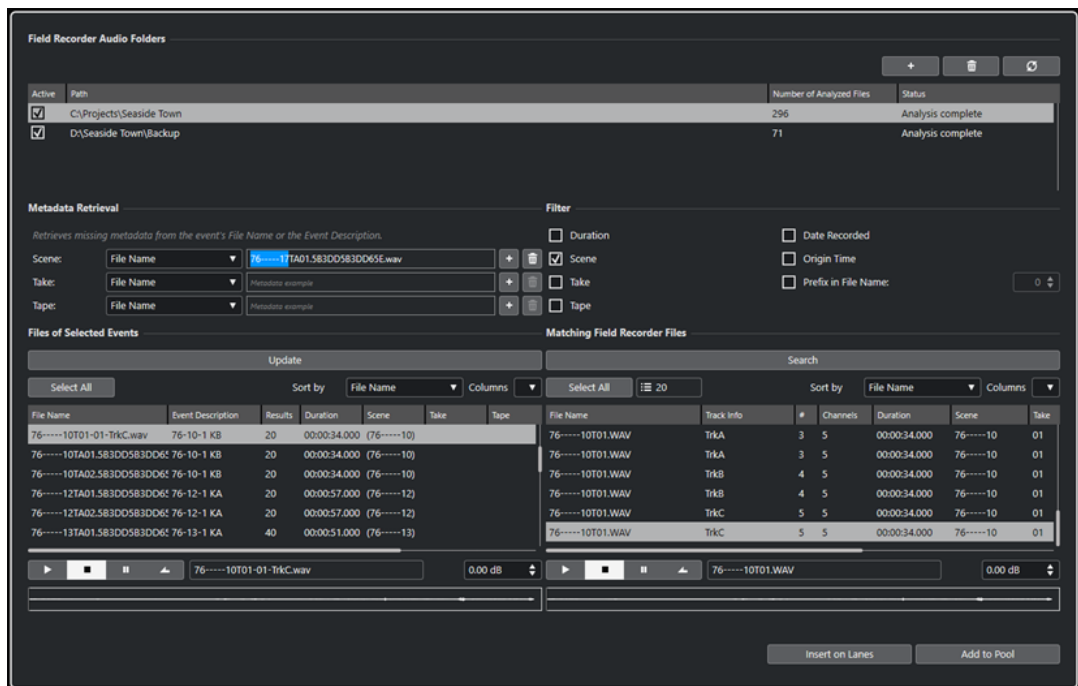 Field Recorder Audio Folders
+
Active Path Number of Analyzed Files Status
C:\Projects\Seaside Town 296 Analysis complete
D:\Seaside Town\Backup 71 Analysis complete
Metadata Retrieval Filter
Retrieves missing metadata from the event's File Name or the Event Description. Duration Date Recorded
Scene: File Name 76-----17TA01.5B3DD5B3DD65E.wav + Scene Origin Time
Take: File Name Metadata example + Take Prefix in File Name: 0
Tape: File Name Metadata example + Tape
Files of Selected Events Matching Field Recorder Files
Update Search
Select All Sort by File Name Columns Select All 20 Sort by File Name Columns
File Name Event Description Results Duration Scene Take Tape File Name Track Info # Channels Duration Scene Take
76-----10T01-01-TrkC.wav 76-10-1 KB 20 00:00:34.000 (76-----10) 76-----10T01.WAV TrkA 3 5 00:00:34.000 76-----10 01
76-----10TA01.5B3DD5B3DD65 76-10-1 KB 20 00:00:34.000 (76-----10) 76-----10T01.WAV TrkA 3 5 00:00:34.000 76-----10 01
76-----10TA02.5B3DD5B3DD65 76-10-1 KB 20 00:00:34.000 (76-----10) 76-----10T01.WAV TrkB 4 5 00:00:34.000 76-----10 01
76-----12TA01.5B3DD5B3DD65 76-12-1 KA 20 00:00:57.000 (76-----12) 76-----10T01.WAV TrkB 4 5 00:00:34.000 76-----10 01
76-----12TA02.5B3DD5B3DD65 76-12-1 KA 20 00:00:57.000 (76-----12) 76-----10T01.WAV TrkC 5 5 00:00:34.000 76-----10 01
76-----13TA01.5B3DD5B3DD65 76-13-1 KA 40 00:00:51.000 (76-----13) 76-----10T01.WAV TrkC 5 5 00:00:34.000 76-----10 01
76-----10T01-01-TrkC.wav 0.00 dB 76-----10T01.WAV 0.00 dB
Insert on Lanes Add to Pool